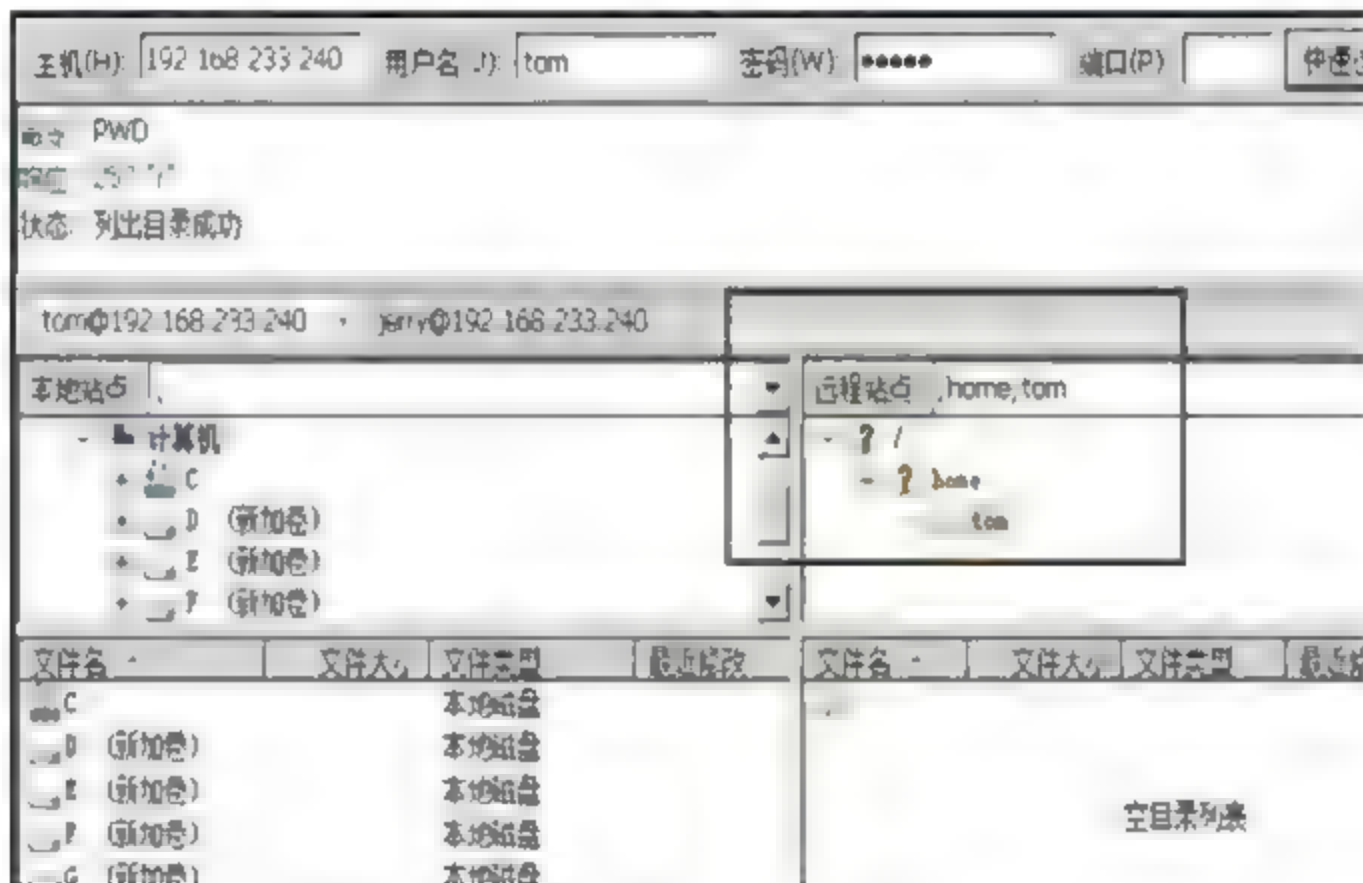 主机(H): 192.168.233.240 用户名(U): tom 密码(W): ●●●●● 端口(P)
命令 PWD
响应
状态: 列出目录成功
tom@192.168.233.240 jerry@192.168.233.240
本地站点 远程站点 /home/tom
计算机 /
C home
D (新加卷) tom
E (新加卷)
F (新加卷)
文件名 文件大小 文件类型 最近修改 文件名 文件大小 文件类型 最近修
C 本地磁盘
D (新加卷) 本地磁盘
E (新加卷) 本地磁盘
F (新加卷) 本地磁盘 空目录列表
G (新加卷) 本地磁盘